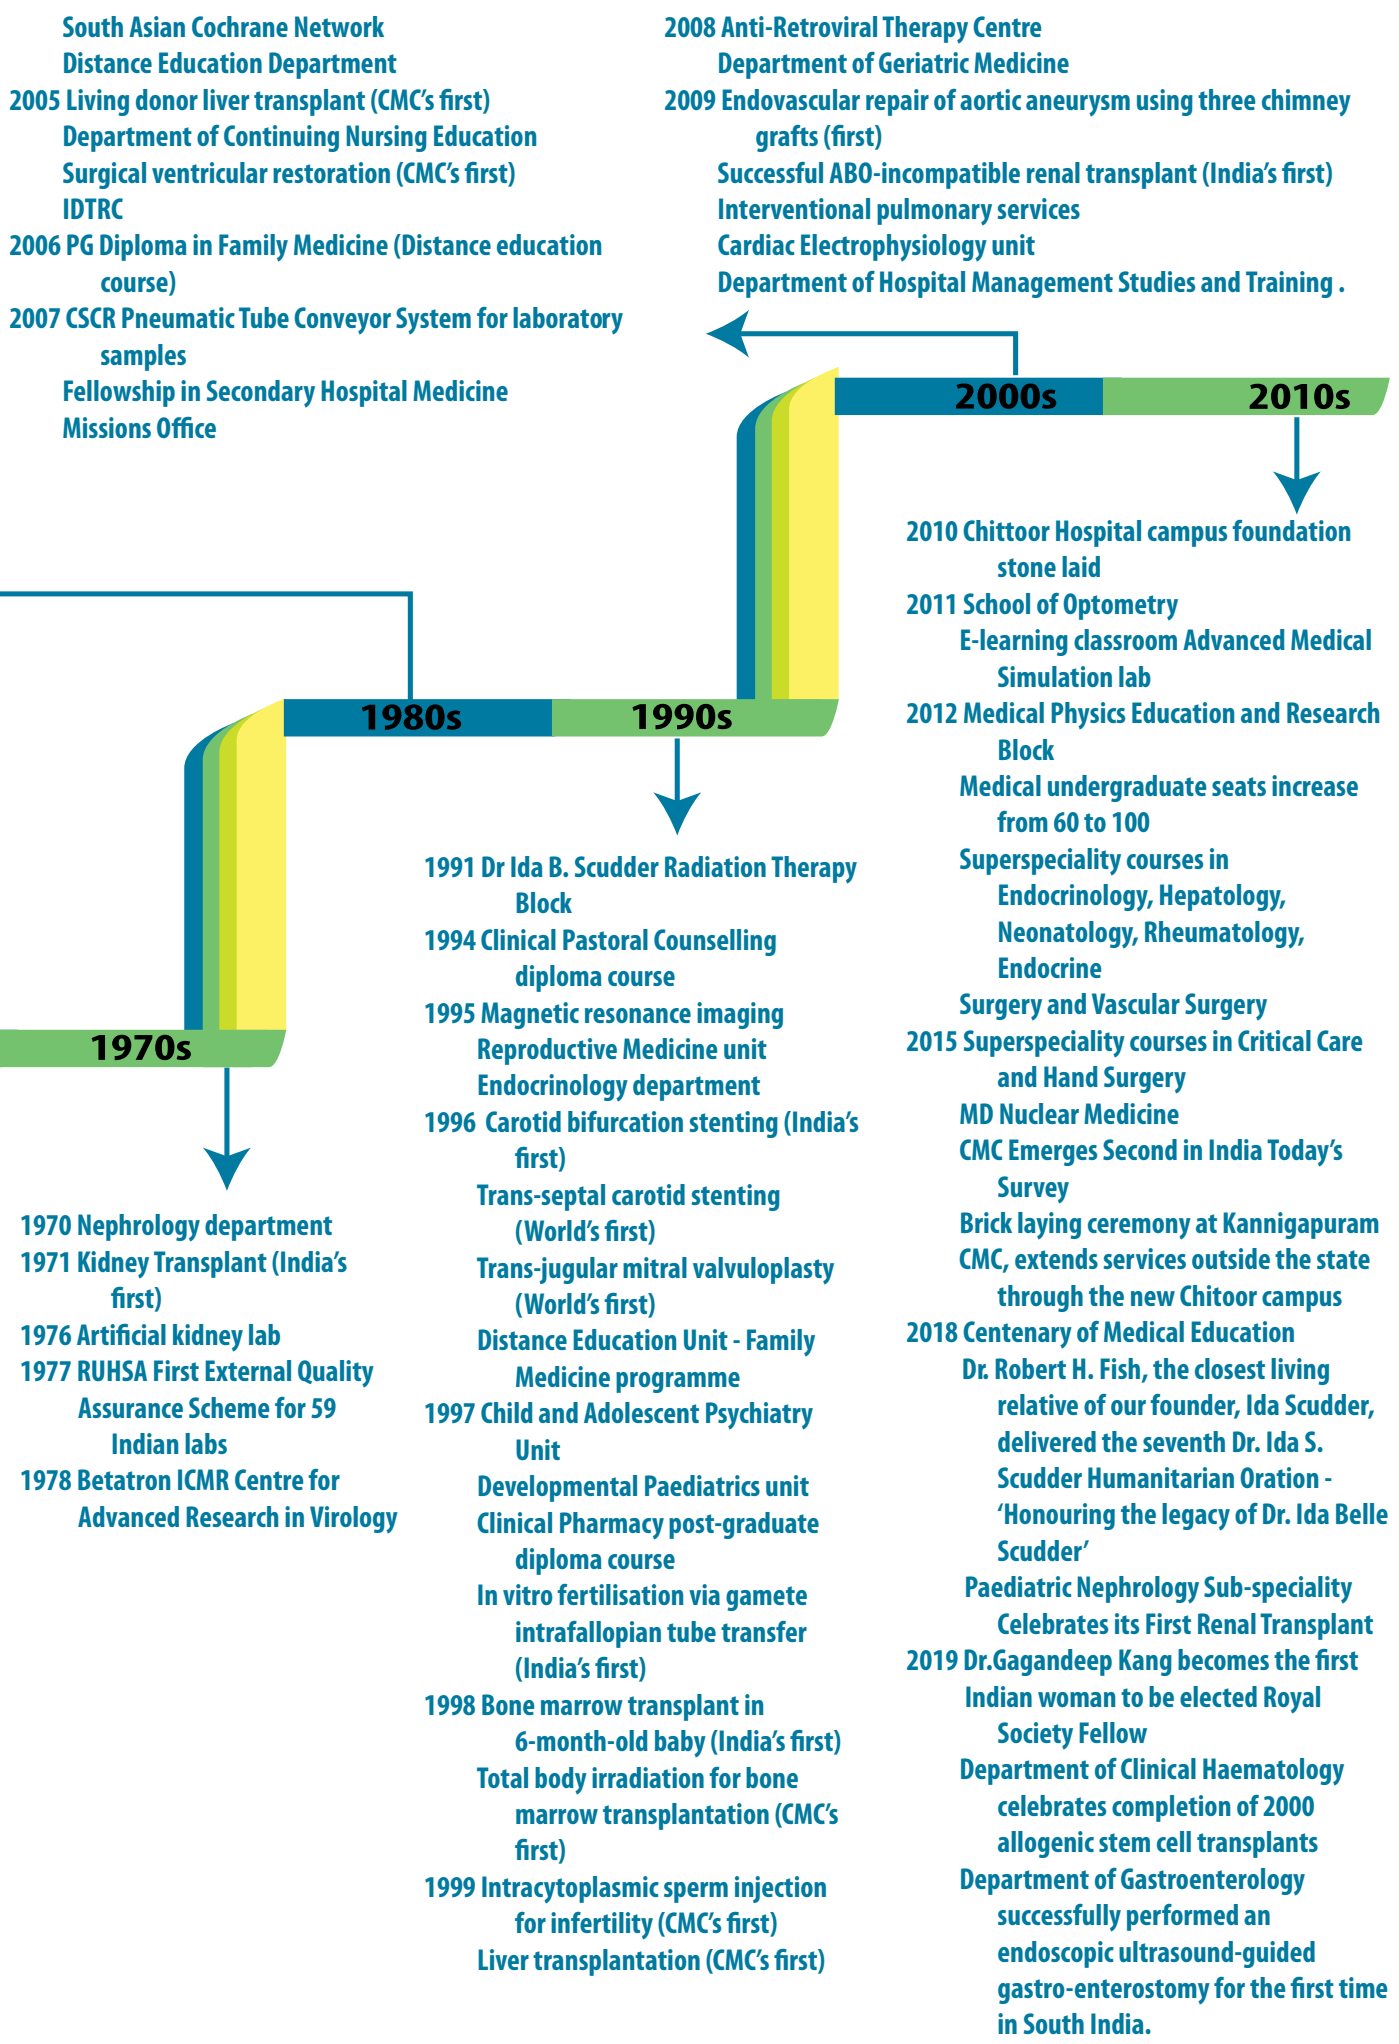 South Asian Cochrane Network
Distance Education Department
2005 Living donor liver transplant (CMC’s first)
Department of Continuing Nursing Education
Surgical ventricular restoration (CMC’s first)
IDTRC
2006 PG Diploma in Family Medicine (Distance education
course)
2007 CSCR Pneumatic Tube Conveyor System for laboratory
samples
Fellowship in Secondary Hospital Medicine
Missions Office
2008 Anti-Retroviral Therapy Centre
Department of Geriatric Medicine
2009 Endovascular repair of aortic aneurysm using three chimney
grafts (first)
Successful ABO-incompatible renal transplant (India’s first)
Interventional pulmonary services
Cardiac Electrophysiology unit
Department of Hospital Management Studies and Training .
2000s
2010s
1980s
1990s
1970s
1970 Nephrology department
1971 Kidney Transplant (India’s
first)
1976 Artificial kidney lab
1977 RUHSA First External Quality
Assurance Scheme for 59
Indian labs
1978 Betatron ICMR Centre for
Advanced Research in Virology
1991 Dr Ida B. Scudder Radiation Therapy
Block
1994 Clinical Pastoral Counselling
diploma course
1995 Magnetic resonance imaging
Reproductive Medicine unit
Endocrinology department
1996 Carotid bifurcation stenting (India’s
first)
Trans-septal carotid stenting
(World’s first)
Trans-jugular mitral valvuloplasty
(World’s first)
Distance Education Unit - Family
Medicine programme
1997 Child and Adolescent Psychiatry
Unit
Developmental Paediatrics unit
Clinical Pharmacy post-graduate
diploma course
In vitro fertilisation via gamete
intrafallopian tube transfer
(India’s first)
1998 Bone marrow transplant in
6-month-old baby (India’s first)
Total body irradiation for bone
marrow transplantation (CMC’s
first)
1999 Intracytoplasmic sperm injection
for infertility (CMC’s first)
Liver transplantation (CMC’s first)
2010 Chittoor Hospital campus foundation
stone laid
2011 School of Optometry
E-learning classroom Advanced Medical
Simulation lab
2012 Medical Physics Education and Research
Block
Medical undergraduate seats increase
from 60 to 100
Superspeciality courses in
Endocrinology, Hepatology,
Neonatology, Rheumatology,
Endocrine
Surgery and Vascular Surgery
2015 Superspeciality courses in Critical Care
and Hand Surgery
MD Nuclear Medicine
CMC Emerges Second in India Today’s
Survey
Brick laying ceremony at Kannigapuram
CMC, extends services outside the state
through the new Chitoor campus
2018 Centenary of Medical Education
Dr. Robert H. Fish, the closest living
relative of our founder, Ida Scudder,
delivered the seventh Dr. Ida S.
Scudder Humanitarian Oration -
‘Honouring the legacy of Dr. Ida Belle
Scudder’
Paediatric Nephrology Sub-speciality
Celebrates its First Renal Transplant
2019 Dr.Gagandeep Kang becomes the first
Indian woman to be elected Royal
Society Fellow
Department of Clinical Haematology
celebrates completion of 2000
allogenic stem cell transplants
Department of Gastroenterology
successfully performed an
endoscopic ultrasound-guided
gastro-enterostomy for the first time
in South India.